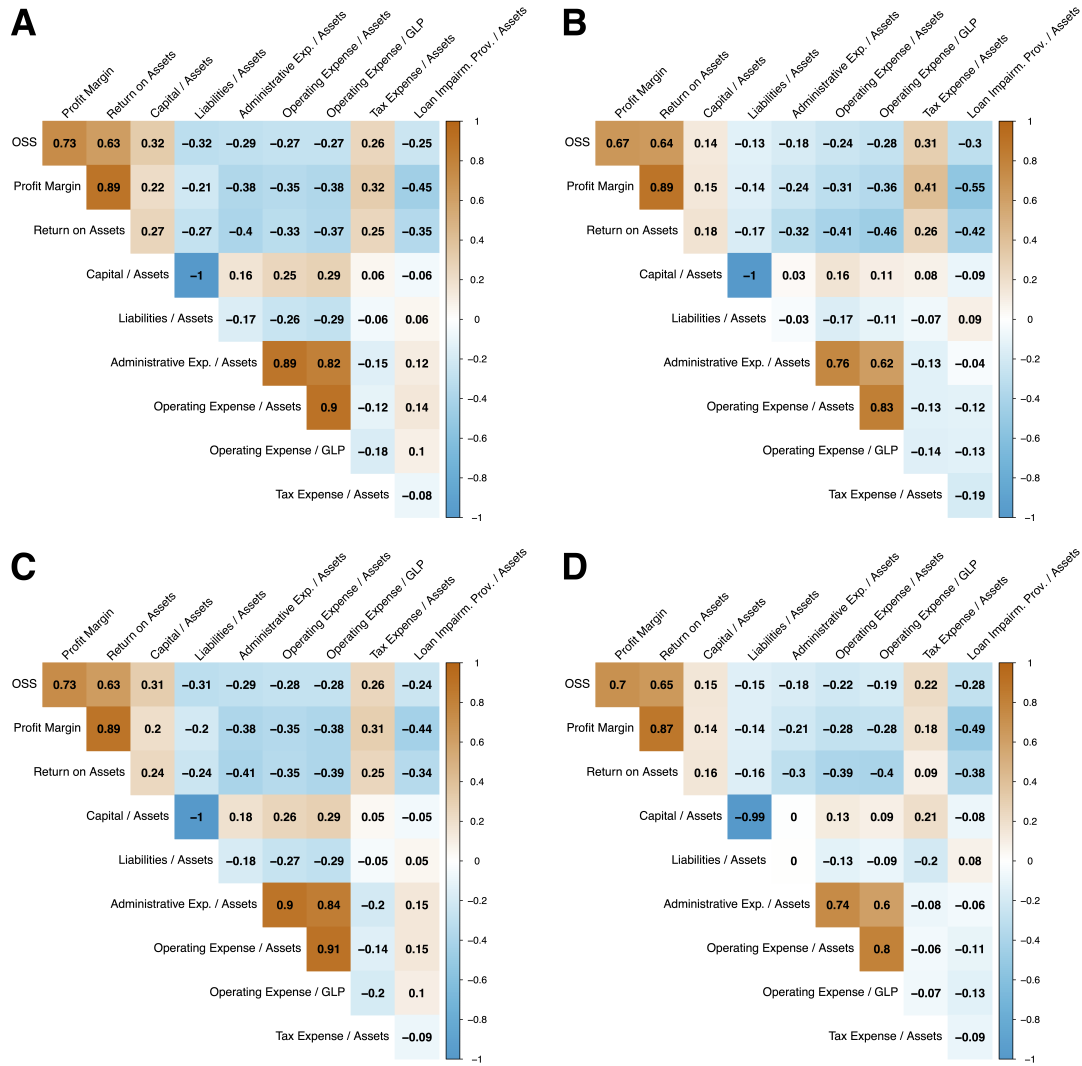 A
Profit Margin
Return on Assets
Capital / Assets
Liabilities / Assets
Administrative Exp. / Assets
Operating Expense / Assets
Operating Expense / GLP
Tax Expense / Assets
Loan Impairm. Prov. / Assets
OSS 0.73 0.63 0.32 −0.32 −0.29 −0.27 −0.27 0.26 −0.25
Profit Margin 0.89 0.22 −0.21 −0.38 −0.35 −0.38 0.32 −0.45
Return on Assets 0.27 −0.27 −0.4 −0.33 −0.37 0.25 −0.35
Capital / Assets −1 0.16 0.25 0.29 0.06 −0.06
Liabilities / Assets −0.17 −0.26 −0.29 −0.06 0.06
Administrative Exp. / Assets 0.89 0.82 −0.15 0.12
Operating Expense / Assets 0.9 −0.12 0.14
Operating Expense / GLP −0.18 0.1
Tax Expense / Assets −0.08
1
0.8
0.6
0.4
0.2
0
−0.2
−0.4
−0.6
−0.8
−1
B
Profit Margin
Return on Assets
Capital / Assets
Liabilities / Assets
Administrative Exp. / Assets
Operating Expense / Assets
Operating Expense / GLP
Tax Expense / Assets
Loan Impairm. Prov. / Assets
OSS 0.67 0.64 0.14 −0.13 −0.18 −0.24 −0.28 0.31 −0.3
Profit Margin 0.89 0.15 −0.14 −0.24 −0.31 −0.36 0.41 −0.55
Return on Assets 0.18 −0.17 −0.32 −0.41 −0.46 0.26 −0.42
Capital / Assets −1 0.03 0.16 0.11 0.08 −0.09
Liabilities / Assets −0.03 −0.17 −0.11 −0.07 0.09
Administrative Exp. / Assets 0.76 0.62 −0.13 −0.04
Operating Expense / Assets 0.83 −0.13 −0.12
Operating Expense / GLP −0.14 −0.13
Tax Expense / Assets −0.19
1
0.8
0.6
0.4
0.2
0
−0.2
−0.4
−0.6
−0.8
−1
C
Profit Margin
Return on Assets
Capital / Assets
Liabilities / Assets
Administrative Exp. / Assets
Operating Expense / Assets
Operating Expense / GLP
Tax Expense / Assets
Loan Impairm. Prov. / Assets
OSS 0.73 0.63 0.31 −0.31 −0.29 −0.28 −0.28 0.26 −0.24
Profit Margin 0.89 0.2 −0.2 −0.38 −0.35 −0.38 0.31 −0.44
Return on Assets 0.24 −0.24 −0.41 −0.35 −0.39 0.25 −0.34
Capital / Assets −1 0.18 0.26 0.29 0.05 −0.05
Liabilities / Assets −0.18 −0.27 −0.29 −0.05 0.05
Administrative Exp. / Assets 0.9 0.84 −0.2 0.15
Operating Expense / Assets 0.91 −0.14 0.15
Operating Expense / GLP −0.2 0.1
Tax Expense / Assets −0.09
1
0.8
0.6
0.4
0.2
0
−0.2
−0.4
−0.6
−0.8
−1
D
Profit Margin
Return on Assets
Capital / Assets
Liabilities / Assets
Administrative Exp. / Assets
Operating Expense / Assets
Operating Expense / GLP
Tax Expense / Assets
Loan Impairm. Prov. / Assets
OSS 0.7 0.65 0.15 −0.15 −0.18 −0.22 −0.19 0.22 −0.28
Profit Margin 0.87 0.14 −0.14 −0.21 −0.28 −0.28 0.18 −0.49
Return on Assets 0.16 −0.16 −0.3 −0.39 −0.4 0.09 −0.38
Capital / Assets −0.99 0 0.13 0.09 0.21 −0.08
Liabilities / Assets 0 −0.13 −0.09 −0.2 0.08
Administrative Exp. / Assets 0.74 0.6 −0.08 −0.06
Operating Expense / Assets 0.8 −0.06 −0.11
Operating Expense / GLP −0.07 −0.13
Tax Expense / Assets −0.09
1
0.8
0.6
0.4
0.2
0
−0.2
−0.4
−0.6
−0.8
−1